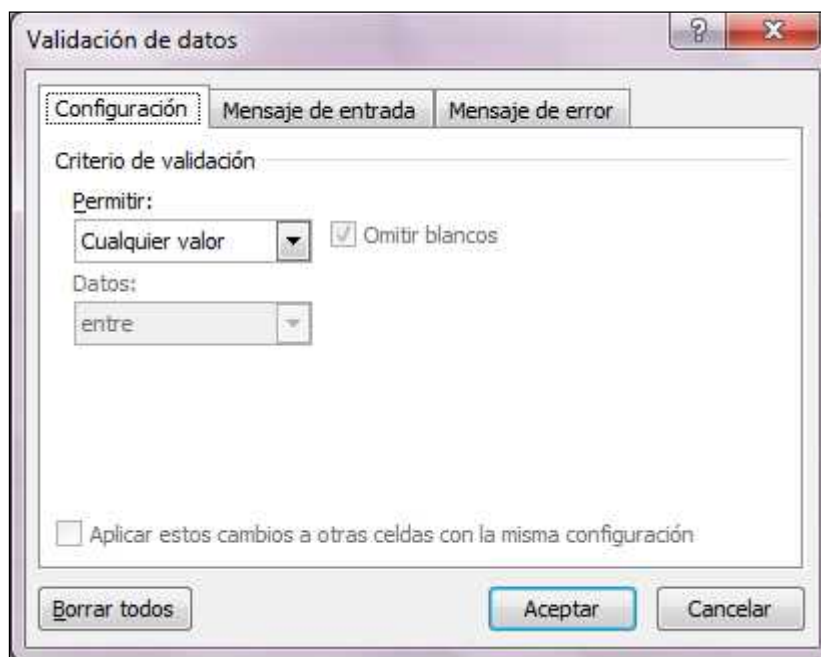 Validación de datos
Configuración Mensaje de entrada Mensaje de error
Criterio de validación
Permitir:
Cualquier valor Omitir blancos
Datos:
entre
Aplicar estos cambios a otras celdas con la misma configuración
Borrar todos Aceptar Cancelar